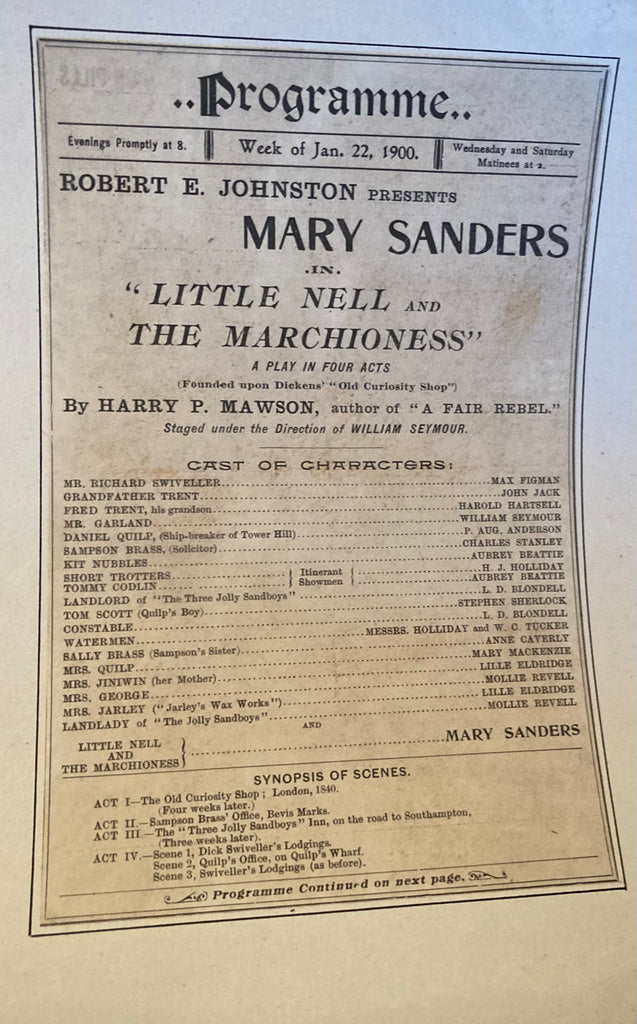 ..Programme..
Evenings Promptly at 8.
Week of Jan. 22, 1900.
Wednesday and Saturday
Matinees at 2.
ROBERT E. JOHNSTON PRESENTS
MARY SANDERS
.IN.
"LITTLE NELL AND
THE MARCHIONESS"
A PLAY IN FOUR ACTS
(Founded upon Dickens' "Old Curiosity Shop")
By HARRY P. MAWSON, author of "A FAIR REBEL."
Staged under the Direction of WILLIAM SEYMOUR.
CAST OF CHARACTERS:
MR. RICHARD SWIVELLER........MAX FIGMAN
GRANDFATHER TRENT........JOHN JACK
FRED TRENT, his grandson........HAROLD HARTSELL
MR. GARLAND........WILLIAM SEYMOUR
DANIEL QUILP, (Ship-breaker of Tower Hill)........P. AUG. ANDERSON
SAMPSON BRASS, (Solicitor)........CHARLES STANLEY
KIT NUBBLES........AUBREY BEATTIE
SHORT TROTTERS........} Itinerant {........H. J. HOLLIDAY
TOMMY CODLIN........} Showmen {........AUBREY BEATTIE
LANDLORD of "The Three Jolly Sandboys"........L. D. BLONDELL
TOM SCOTT (Quilp's Boy)........STEPHEN SHERLOCK
CONSTABLE........L. D. BLONDELL
WATERMEN........MESSRS. HOLLIDAY and W. C. TUCKER
SALLY BRASS (Sampson's Sister)........ANNE CAVERLY
MRS. QUILP........MARY MACKENZIE
MRS. JINIWIN (her Mother)........LILLE ELDRIDGE
MRS. GEORGE........MOLLIE REVELL
MRS. JARLEY ("Jarley's Wax Works")........LILLE ELDRIDGE
LANDLADY of "The Jolly Sandboys"........MOLLIE REVELL
AND
LITTLE NELL
AND
THE MARCHIONESS}........MARY SANDERS
SYNOPSIS OF SCENES.
ACT I—The Old Curiosity Shop; London, 1840.
(Four weeks later.)
ACT II.—Sampson Brass' Office, Bevis Marks.
ACT III—The "Three Jolly Sandboys" Inn, on the road to Southampton,
(Three weeks later).
ACT IV.—Scene 1, Dick Swiveller's Lodgings.
Scene 2, Quilp's Office, on Quilp's Wharf.
Scene 3, Swiveller's Lodgings (as before).
Programme Continued on next page.